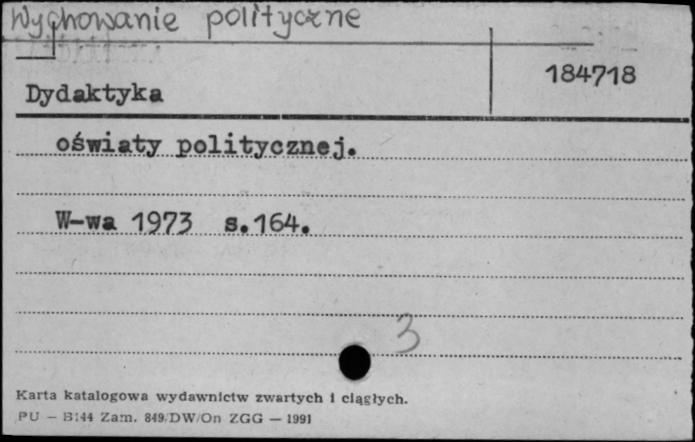 Wychowanie polityczne
184718
Dydaktyka
oświaty politycznej.
W-wa 1973 s.164.
3
Karta katalogowa wydawnictw zwartych i ciągłych.
PU — B144 Zam. 849/DW/On ZGG — 1991